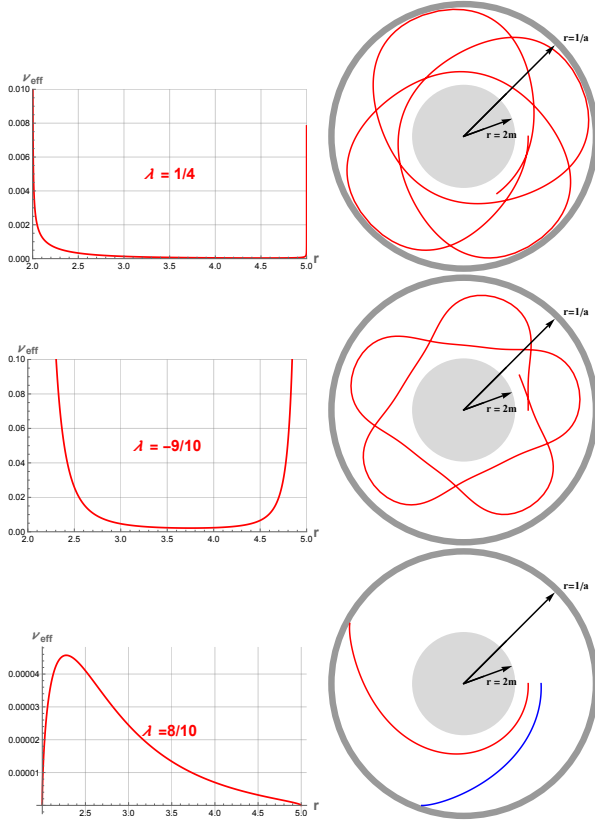 𝒱eff
0.010
0.008
0.006
0.004
0.002
0.000
λ = 1/4
2.0 2.5 3.0 3.5 4.0 4.5 5.0 r
r=1/a
r = 2m
𝒱eff
0.10
0.08
0.06
0.04
0.02
0.00
λ = −9/10
2.0 2.5 3.0 3.5 4.0 4.5 5.0 r
r=1/a
r = 2m
𝒱eff
0.00004
0.00003
0.00002
0.00001
λ =8/10
2.5 3.0 3.5 4.0 4.5 5.0 r
r=1/a
r = 2m